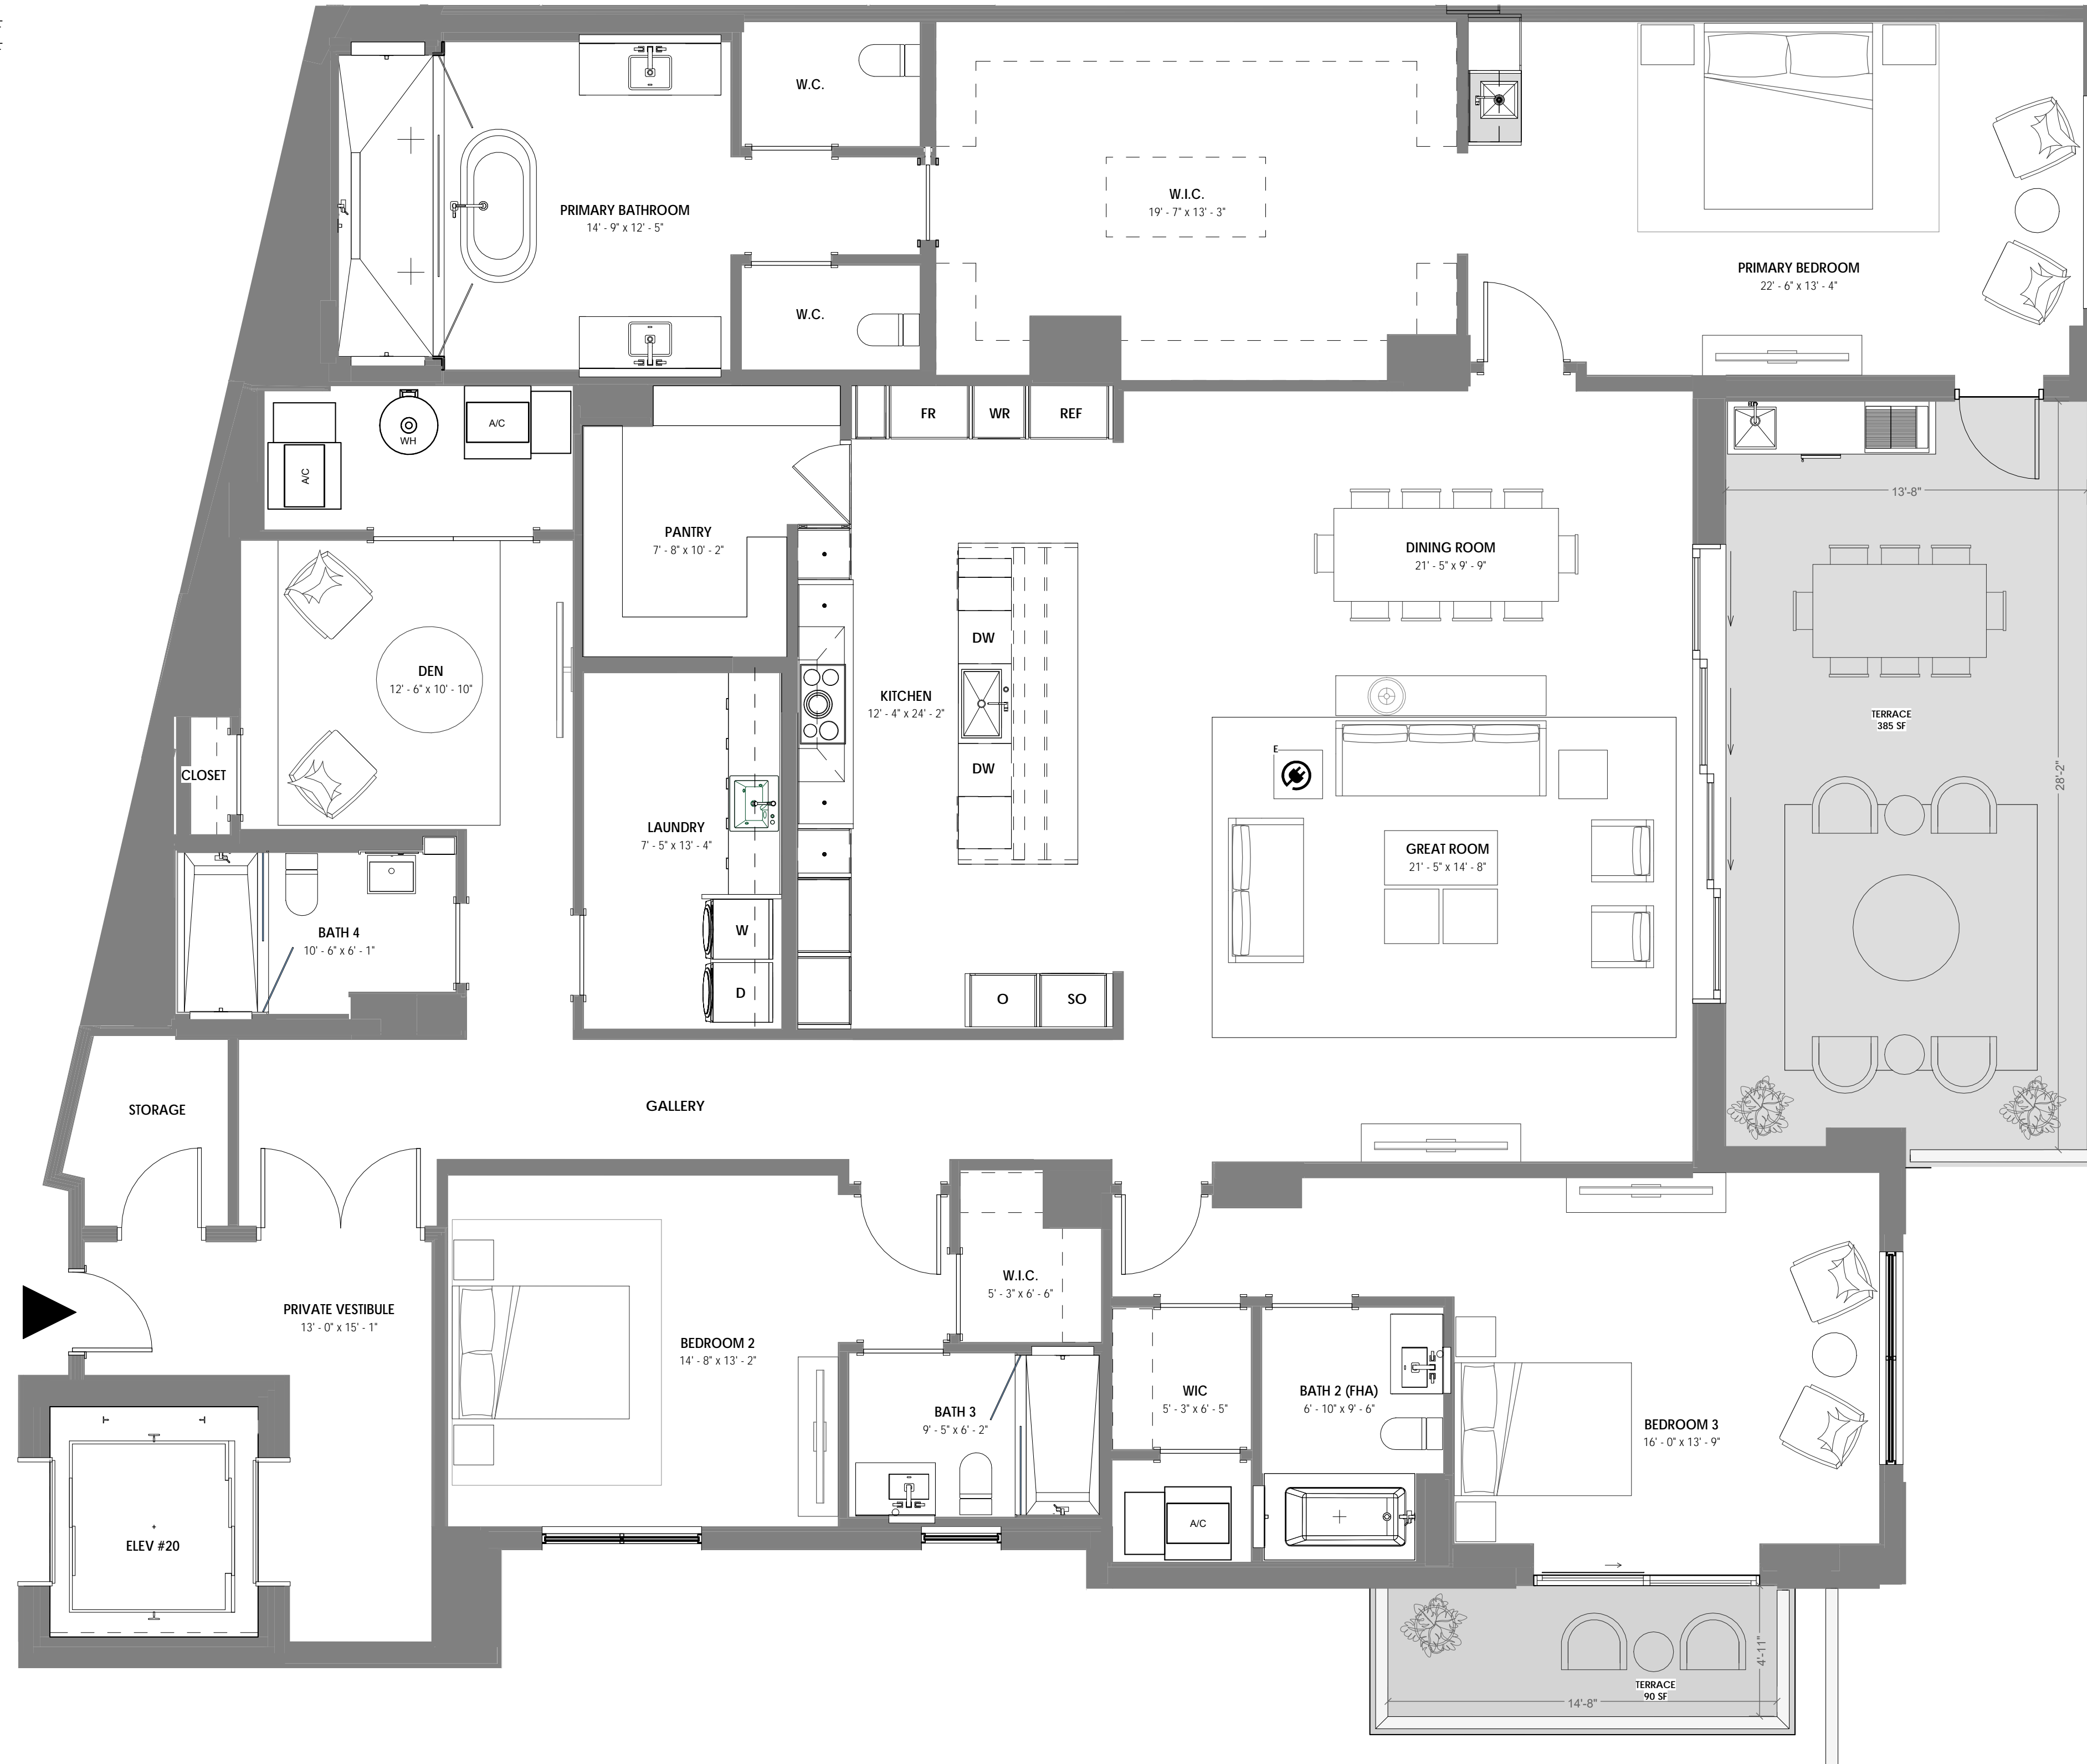 W.C.
W.I.C.
19' - 7" x 13' - 3"
PRIMARY BATHROOM
14' - 9" x 12' - 5"
PRIMARY BEDROOM
22' - 6" x 13' - 4"
W.C.
FR
WR
REF
A/C
WH
A/C
13'-8"
PANTRY
7' - 8" x 10' - 2"
DINING ROOM
21' - 5" x 9' - 9"
DW
DEN
12' - 6" x 10' - 10"
KITCHEN
12' - 4" x 24' - 2"
TERRACE
385 SF
E
28'-2"
DW
CLOSET
LAUNDRY
7' - 5" x 13' - 4"
GREAT ROOM
21' - 5" x 14' - 8"
BATH 4
10' - 6" x 6' - 1"
W
D
O
SO
STORAGE
GALLERY
W.I.C.
5' - 3" x 6' - 6"
PRIVATE VESTIBULE
13' - 0" x 15' - 1"
BEDROOM 2
14' - 8" x 13' - 2"
WIC
5' - 3" x 6' - 5"
BATH 2 (FHA)
6' - 10" x 9' - 6"
BATH 3
9' - 5" x 6' - 2"
BEDROOM 3
16' - 0" x 13' - 9"
A/C
ELEV #20
4'-11"
TERRACE
90 SF
14'-8"